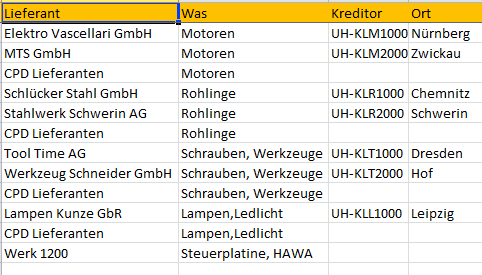 Lieferant Was Kreditor Ort
Elektro Vascellari GmbH Motoren UH-KLM1000 Nürnberg
MTS GmbH Motoren UH-KLM2000 Zwickau
CPD Lieferanten Motoren
Schlücker Stahl GmbH Rohlinge UH-KLR1000 Chemnitz
Stahlwerk Schwerin AG Rohlinge UH-KLR2000 Schwerin
CPD Lieferanten Rohlinge
Tool Time AG Schrauben, Werkzeuge UH-KLT1000 Dresden
Werkzeug Schneider GmbH Schrauben, Werkzeuge UH-KLT2000 Hof
CPD Lieferanten Schrauben, Werkzeuge
Lampen Kunze GbR Lampen,Ledlicht UH-KLL1000 Leipzig
CPD Lieferanten Lampen,Ledlicht
Werk 1200 Steuerplatine, HAWA